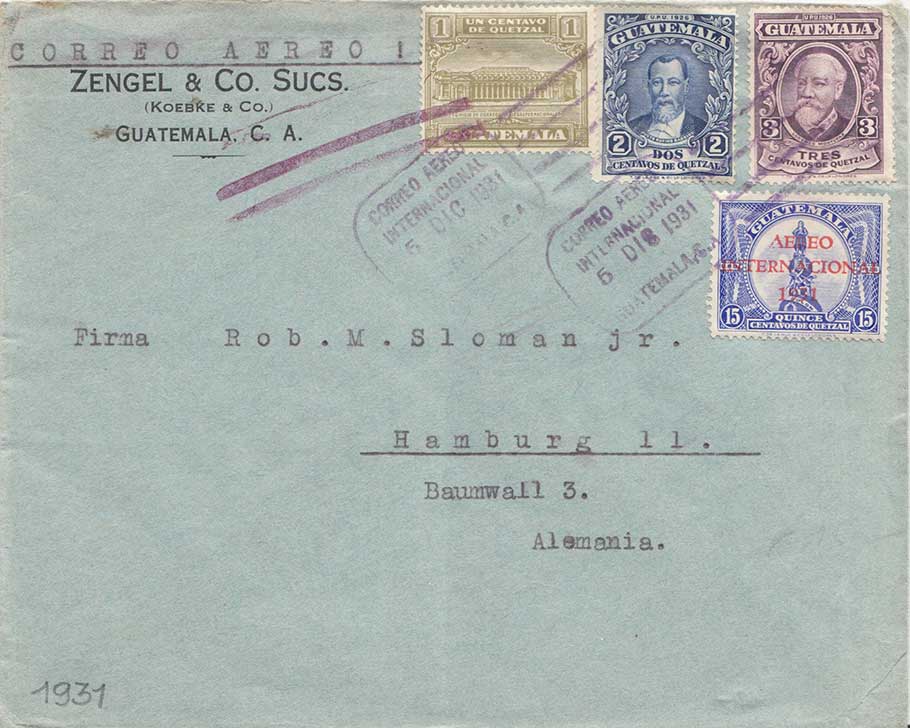 CORREO AEREO !
ZENGEL & CO. SUCS.
(KOEBKE & CO.)
GUATEMALA, C. A.
1 UN CENTAVO DE QUETZAL 1
GUATEMALA
U.P.U. 1926
GUATEMALA
2 DOS 2
CENTAVOS DE QUETZAL
U.P.U. 1926
GUATEMALA
3 TRES 3
CENTAVOS DE QUETZAL
CORREO AEREO
INTERNACIONAL
5 DIC 1931
CORREO AEREO
INTERNACIONAL
5 DIC 1931
GUATEMALA, C.A.
GUATEMALA
AEREO
INTERNACIONAL
1931
15 QUINCE 15
CENTAVOS DE QUETZAL
Firma Rob.M.Sloman jr.
Hamburg 11.
Baumwall 3.
Alemania.
1931